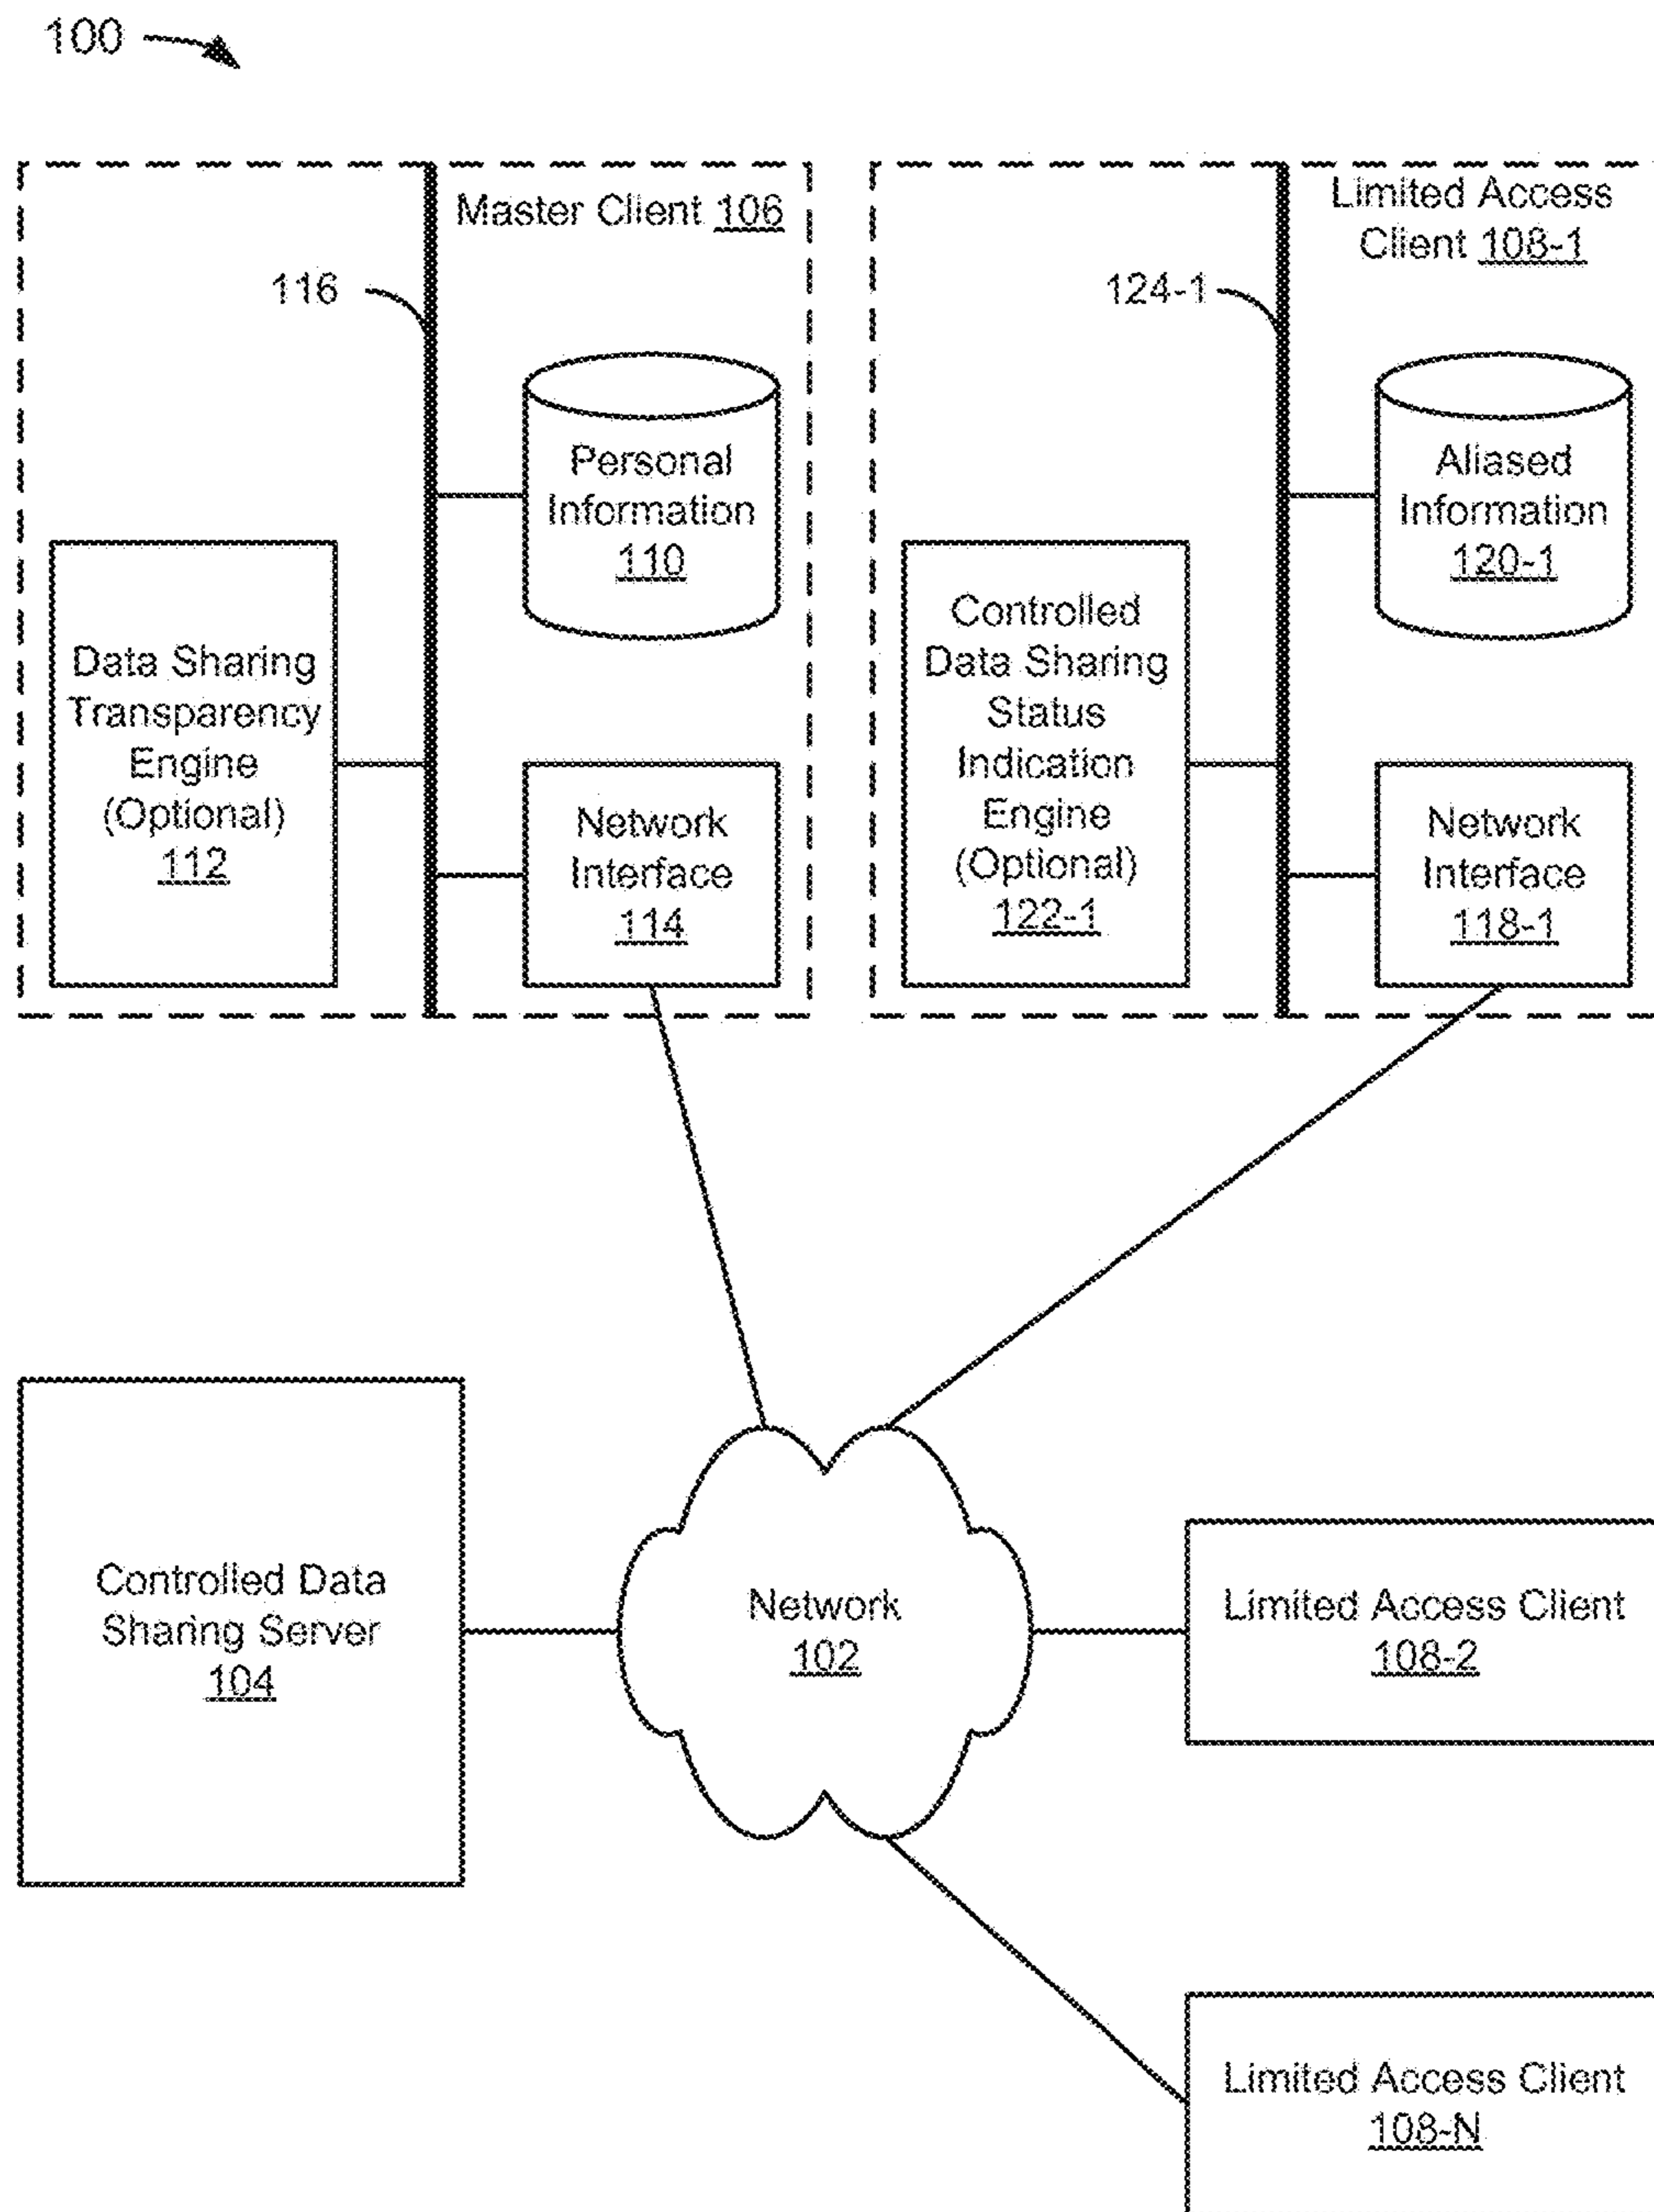 100
Master Client 106
116
Personal
Information
110
Data Sharing
Transparency
Engine
(Optional)
112
Network
Interface
114
Limited Access
Client 108-1
124-1
Aliased
Information
120-1
Controlled
Data Sharing
Status
Indication
Engine
(Optional)
122-1
Network
Interface
118-1
Controlled Data
Sharing Server
104
Network
102
Limited Access Client
108-2
Limited Access Client
108-N